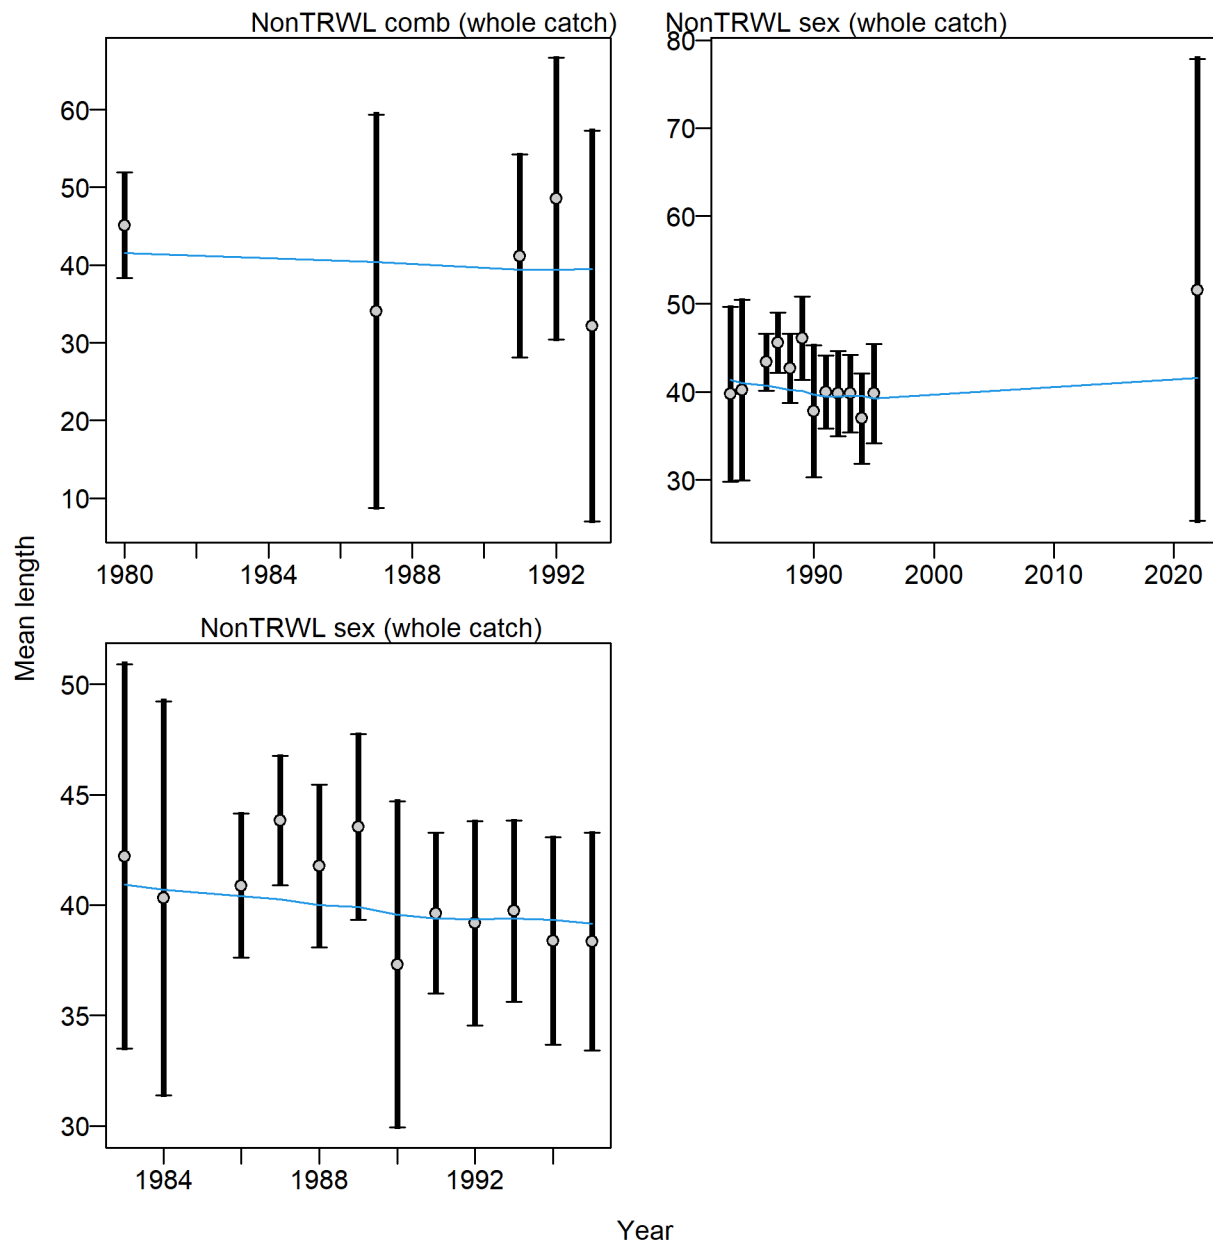 NonTRWL comb (whole catch)
60
50
40
30
20
10
1980 1984 1988 1992
NonTRWL sex (whole catch)
80
70
60
50
40
30
1990 2000 2010 2020
NonTRWL sex (whole catch)
50
45
40
35
30
1984 1988 1992
Mean length
Year